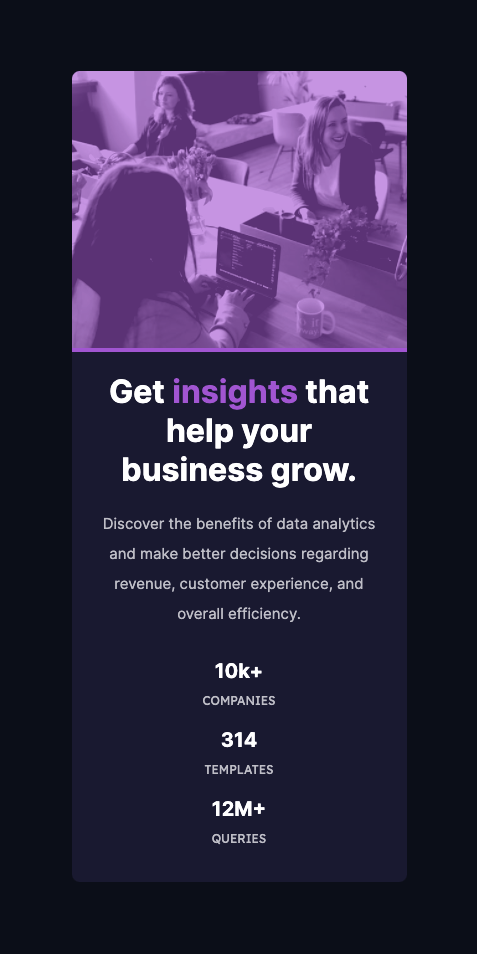 Get insights that
help your
business grow.
Discover the benefits of data analytics
and make better decisions regarding
revenue, customer experience, and
overall efficiency.
10k+
COMPANIES
314
TEMPLATES
12M+
QUERIES